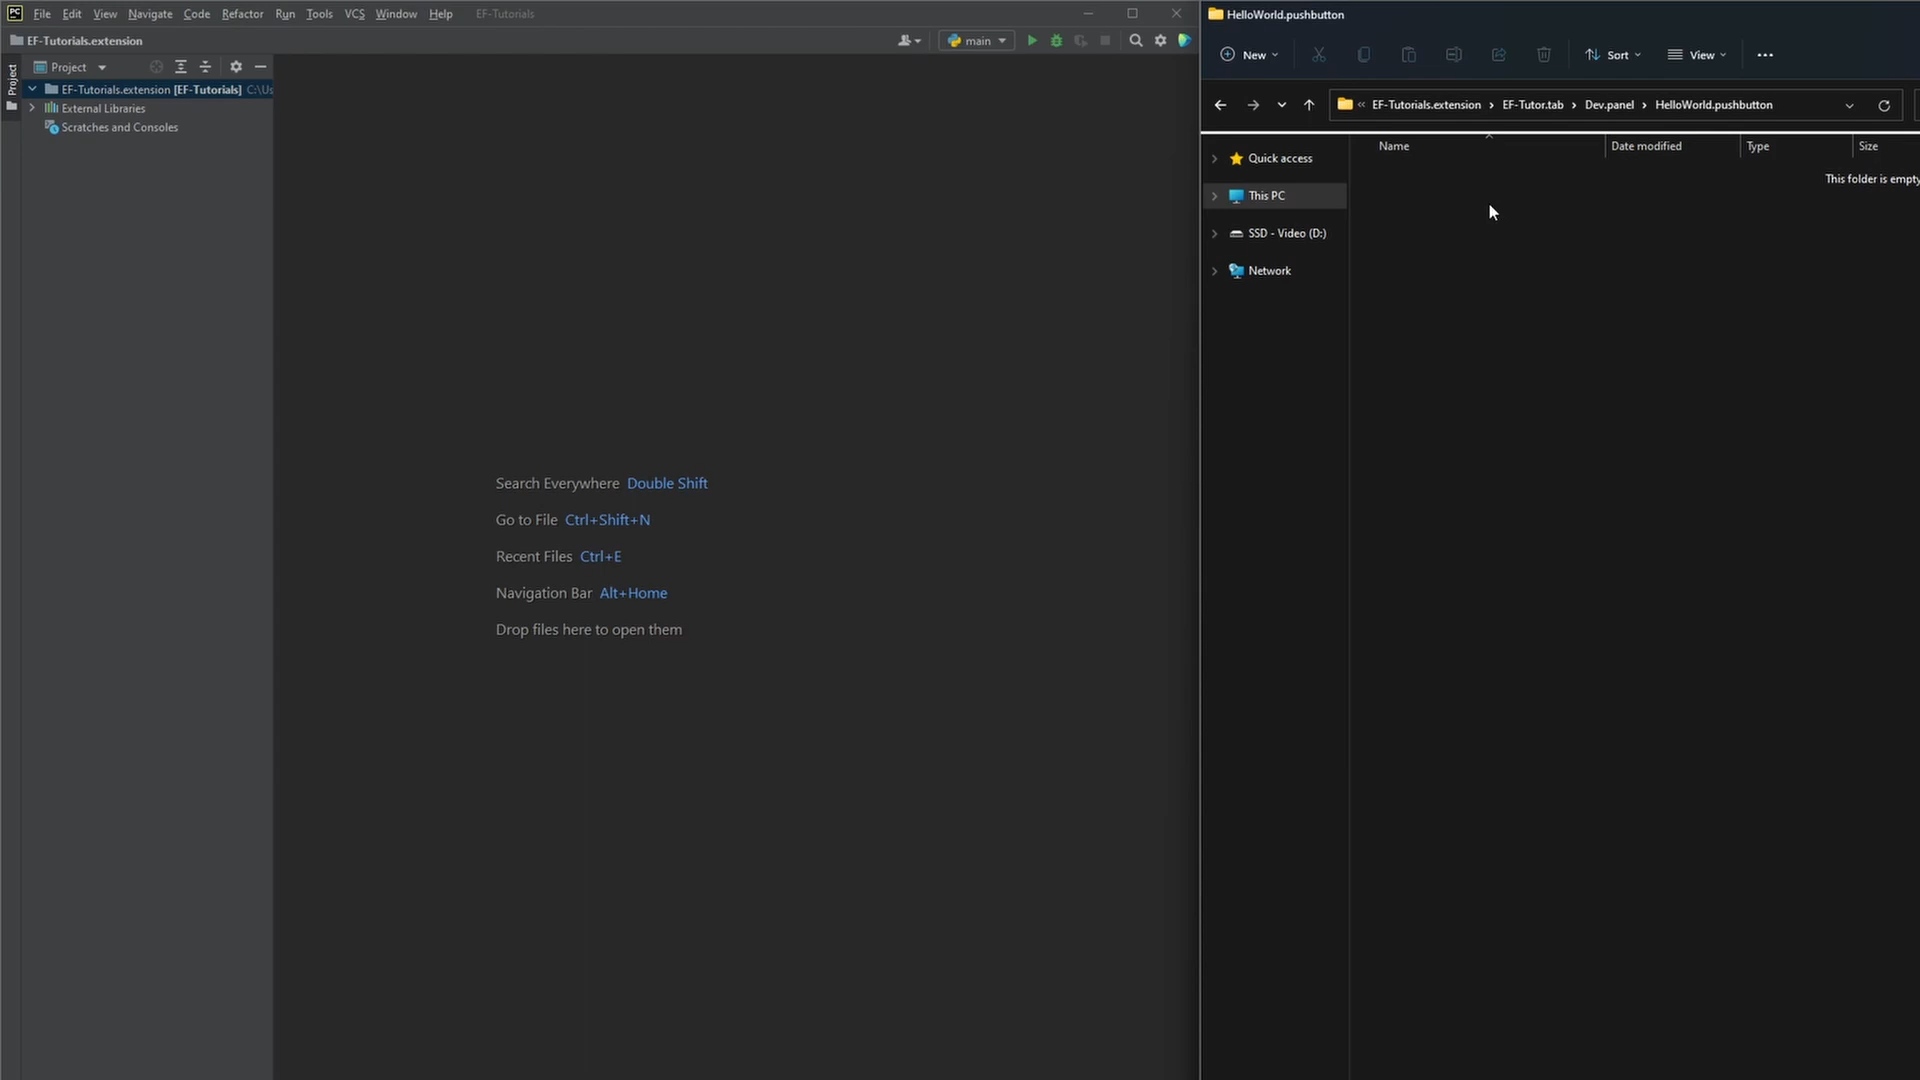 PC File Edit View Navigate Code Refactor Run Tools VCS Window Help EF-Tutorials
EF-Tutorials.extension
main
Project
Project
EF-Tutorials.extension [EF-Tutorials] C:\Us
External Libraries
Scratches and Consoles
Search Everywhere Double Shift
Go to File Ctrl+Shift+N
Recent Files Ctrl+E
Navigation Bar Alt+Home
Drop files here to open them
HelloWorld.pushbutton
New Sort View
« EF-Tutorials.extension › EF-Tutor.tab › Dev.panel › HelloWorld.pushbutton
Name Date modified Type Size
This folder is empty
Quick access
This PC
SSD - Video (D:)
Network